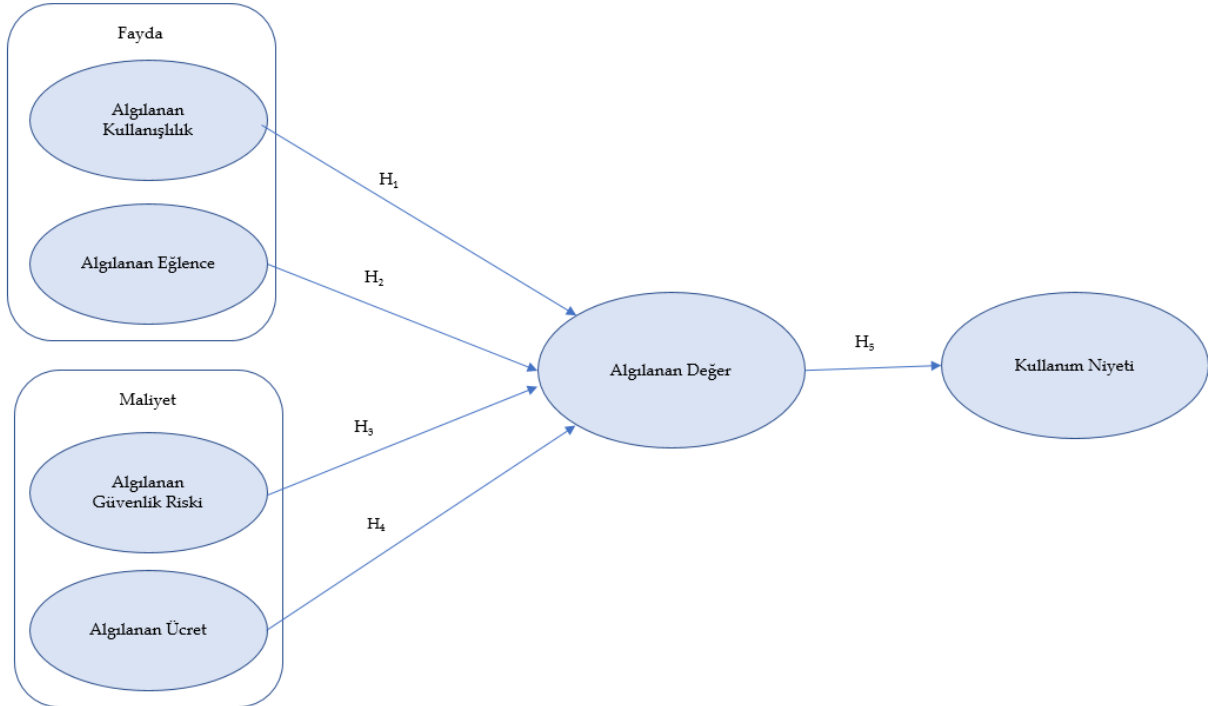 Fayda
Algılanan
Kullanışlılık
Algılanan Eğlence
Maliyet
Algılanan
Güvenlik Riski
Algılanan Ücret
H₁
H₂
H₃
H₄
Algılanan Değer
H₅
Kullanım Niyeti